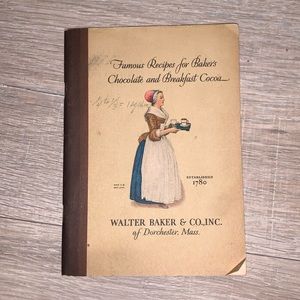 Famous Recipes for Baker's
Chocolate and Breakfast Cocoa
ESTABLISHED
1780
WALTER BAKER & CO., INC.
of Dorchester, Mass.